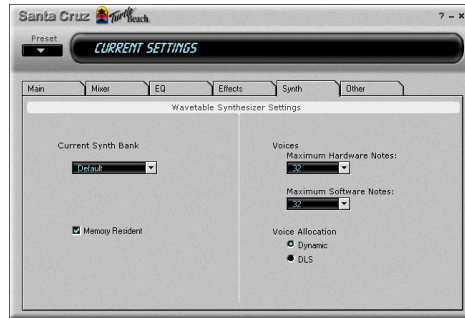 Santa Cruz Turtle Beach ? - x
Preset
CURRENT SETTINGS
Main Mixer EQ Effects Synth Other
Wavetable Synthesizer Settings
Current Synth Bank
Default
Memory Resident
Voices
Maximum Hardware Notes:
32
Maximum Software Notes:
32
Voice Allocation
Dynamic
DLS